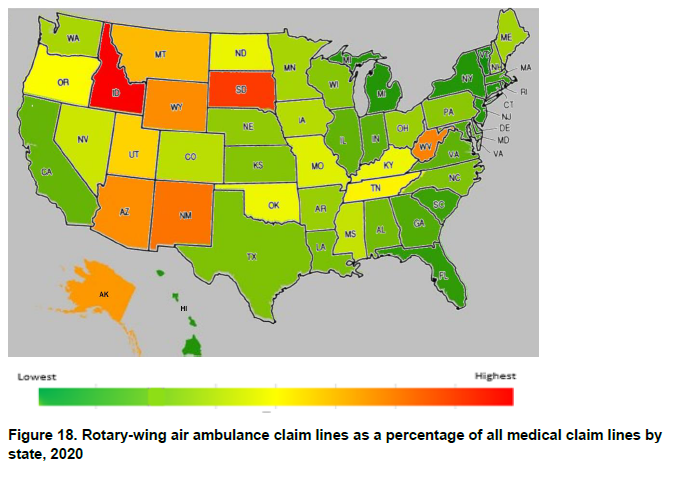 WA
MT
ND
MN
ME
OR
ID
SD
WI
MI
MI
NY
VT
NH
MA
RI
CT
NJ
DE
MD
VA
WY
NE
IA
IL
IN
OH
PA
NV
UT
CO
KS
MO
KY
WV
VA
CA
AZ
NM
OK
AR
TN
NC
SC
TX
LA
MS
AL
GA
FL
AK
HI
Lowest
Highest
Figure 18. Rotary-wing air ambulance claim lines as a percentage of all medical claim lines by
state, 2020